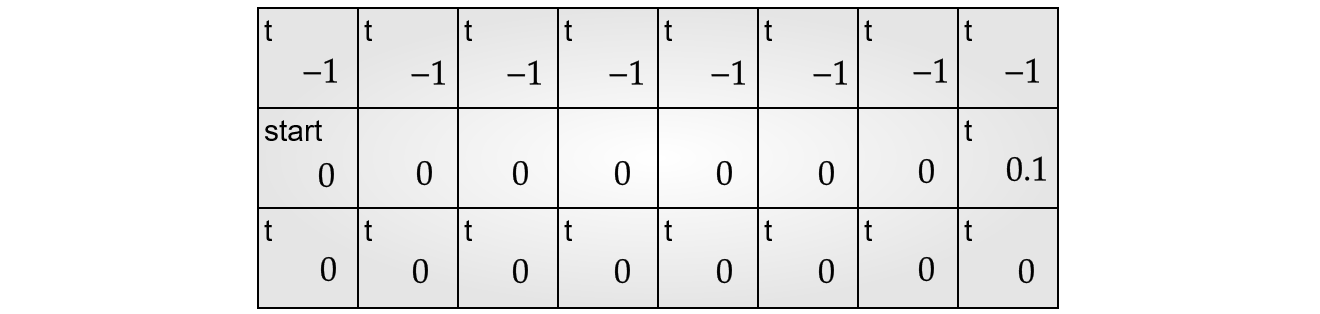 t t t t t t t t
−1 −1 −1 −1 −1 −1 −1 −1
start t
0 0 0 0 0 0 0 0.1
t t t t t t t t
0 0 0 0 0 0 0 0